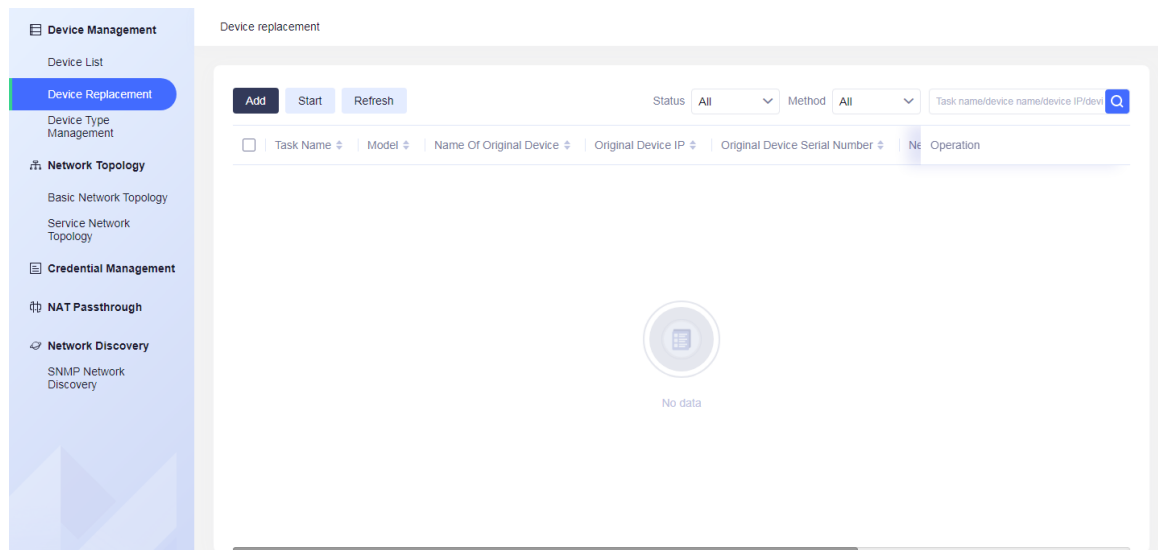 Device Management
Device List
Device Replacement
Device Type
Management
Network Topology
Basic Network Topology
Service Network
Topology
Credential Management
NAT Passthrough
Network Discovery
SNMP Network
Discovery
Device replacement
Add Start Refresh Status All Method All Task name/device name/device IP/devi
Task Name Model Name Of Original Device Original Device IP Original Device Serial Number Ne Operation
No data